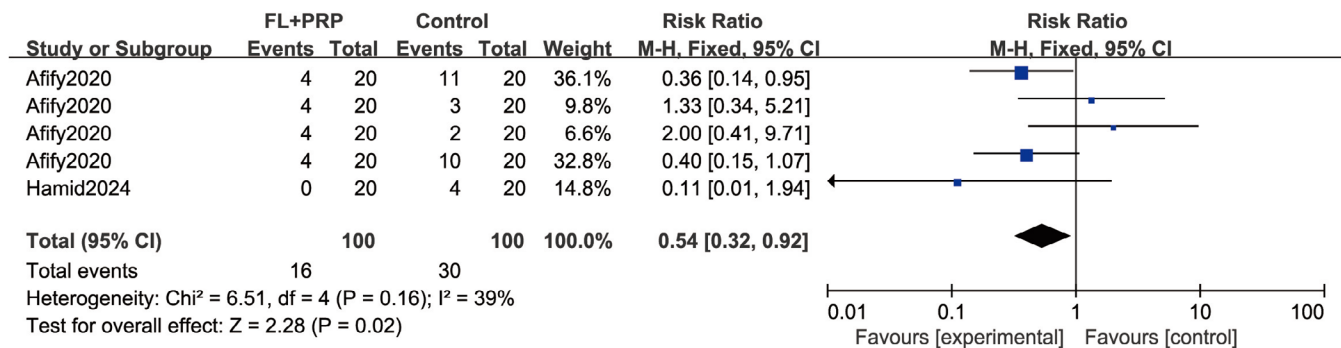 FL+PRP Control Risk Ratio Risk Ratio
Study or Subgroup Events Total Events Total Weight M-H, Fixed, 95% CI M-H, Fixed, 95% CI
Afify2020 4 20 11 20 36.1% 0.36 [0.14, 0.95]
Afify2020 4 20 3 20 9.8% 1.33 [0.34, 5.21]
Afify2020 4 20 2 20 6.6% 2.00 [0.41, 9.71]
Afify2020 4 20 10 20 32.8% 0.40 [0.15, 1.07]
Hamid2024 0 20 4 20 14.8% 0.11 [0.01, 1.94]
Total (95% CI) 100 100 100.0% 0.54 [0.32, 0.92]
Total events 16 30
Heterogeneity: Chi² = 6.51, df = 4 (P = 0.16); I² = 39%
Test for overall effect: Z = 2.28 (P = 0.02)
0.01 0.1 1 10 100
Favours [experimental] Favours [control]